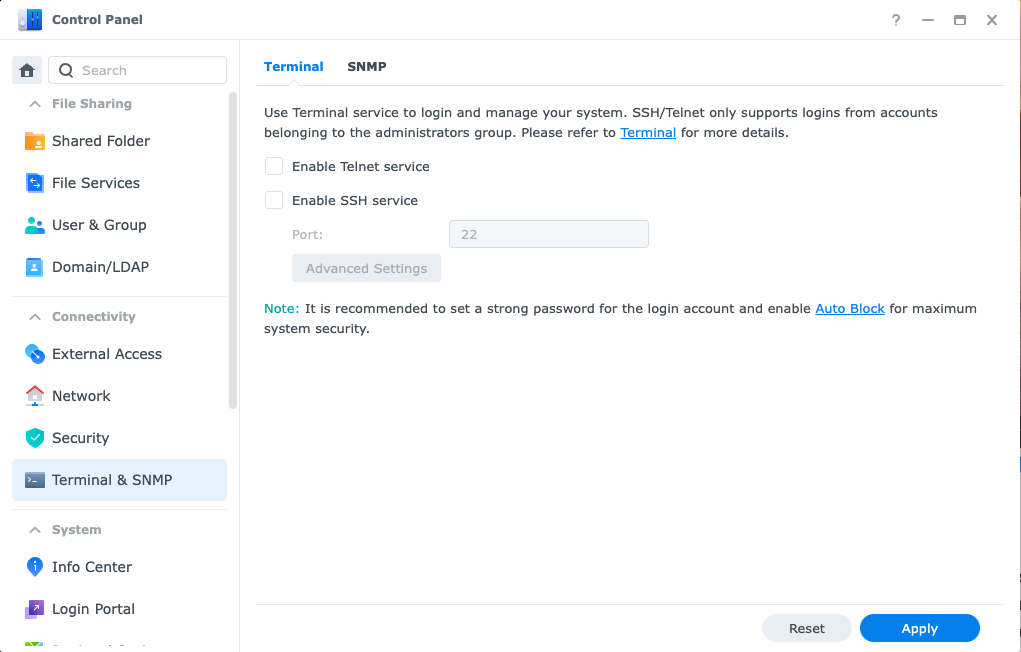 Control Panel
?
Search
File Sharing
Shared Folder
File Services
User & Group
Domain/LDAP
Connectivity
External Access
Network
Security
Terminal & SNMP
System
Info Center
Login Portal
Terminal
SNMP
Use Terminal service to login and manage your system. SSH/Telnet only supports logins from accounts
belonging to the administrators group. Please refer to Terminal for more details.
Enable Telnet service
Enable SSH service
Port:
22
Advanced Settings
Note: It is recommended to set a strong password for the login account and enable Auto Block for maximum
system security.
Reset
Apply